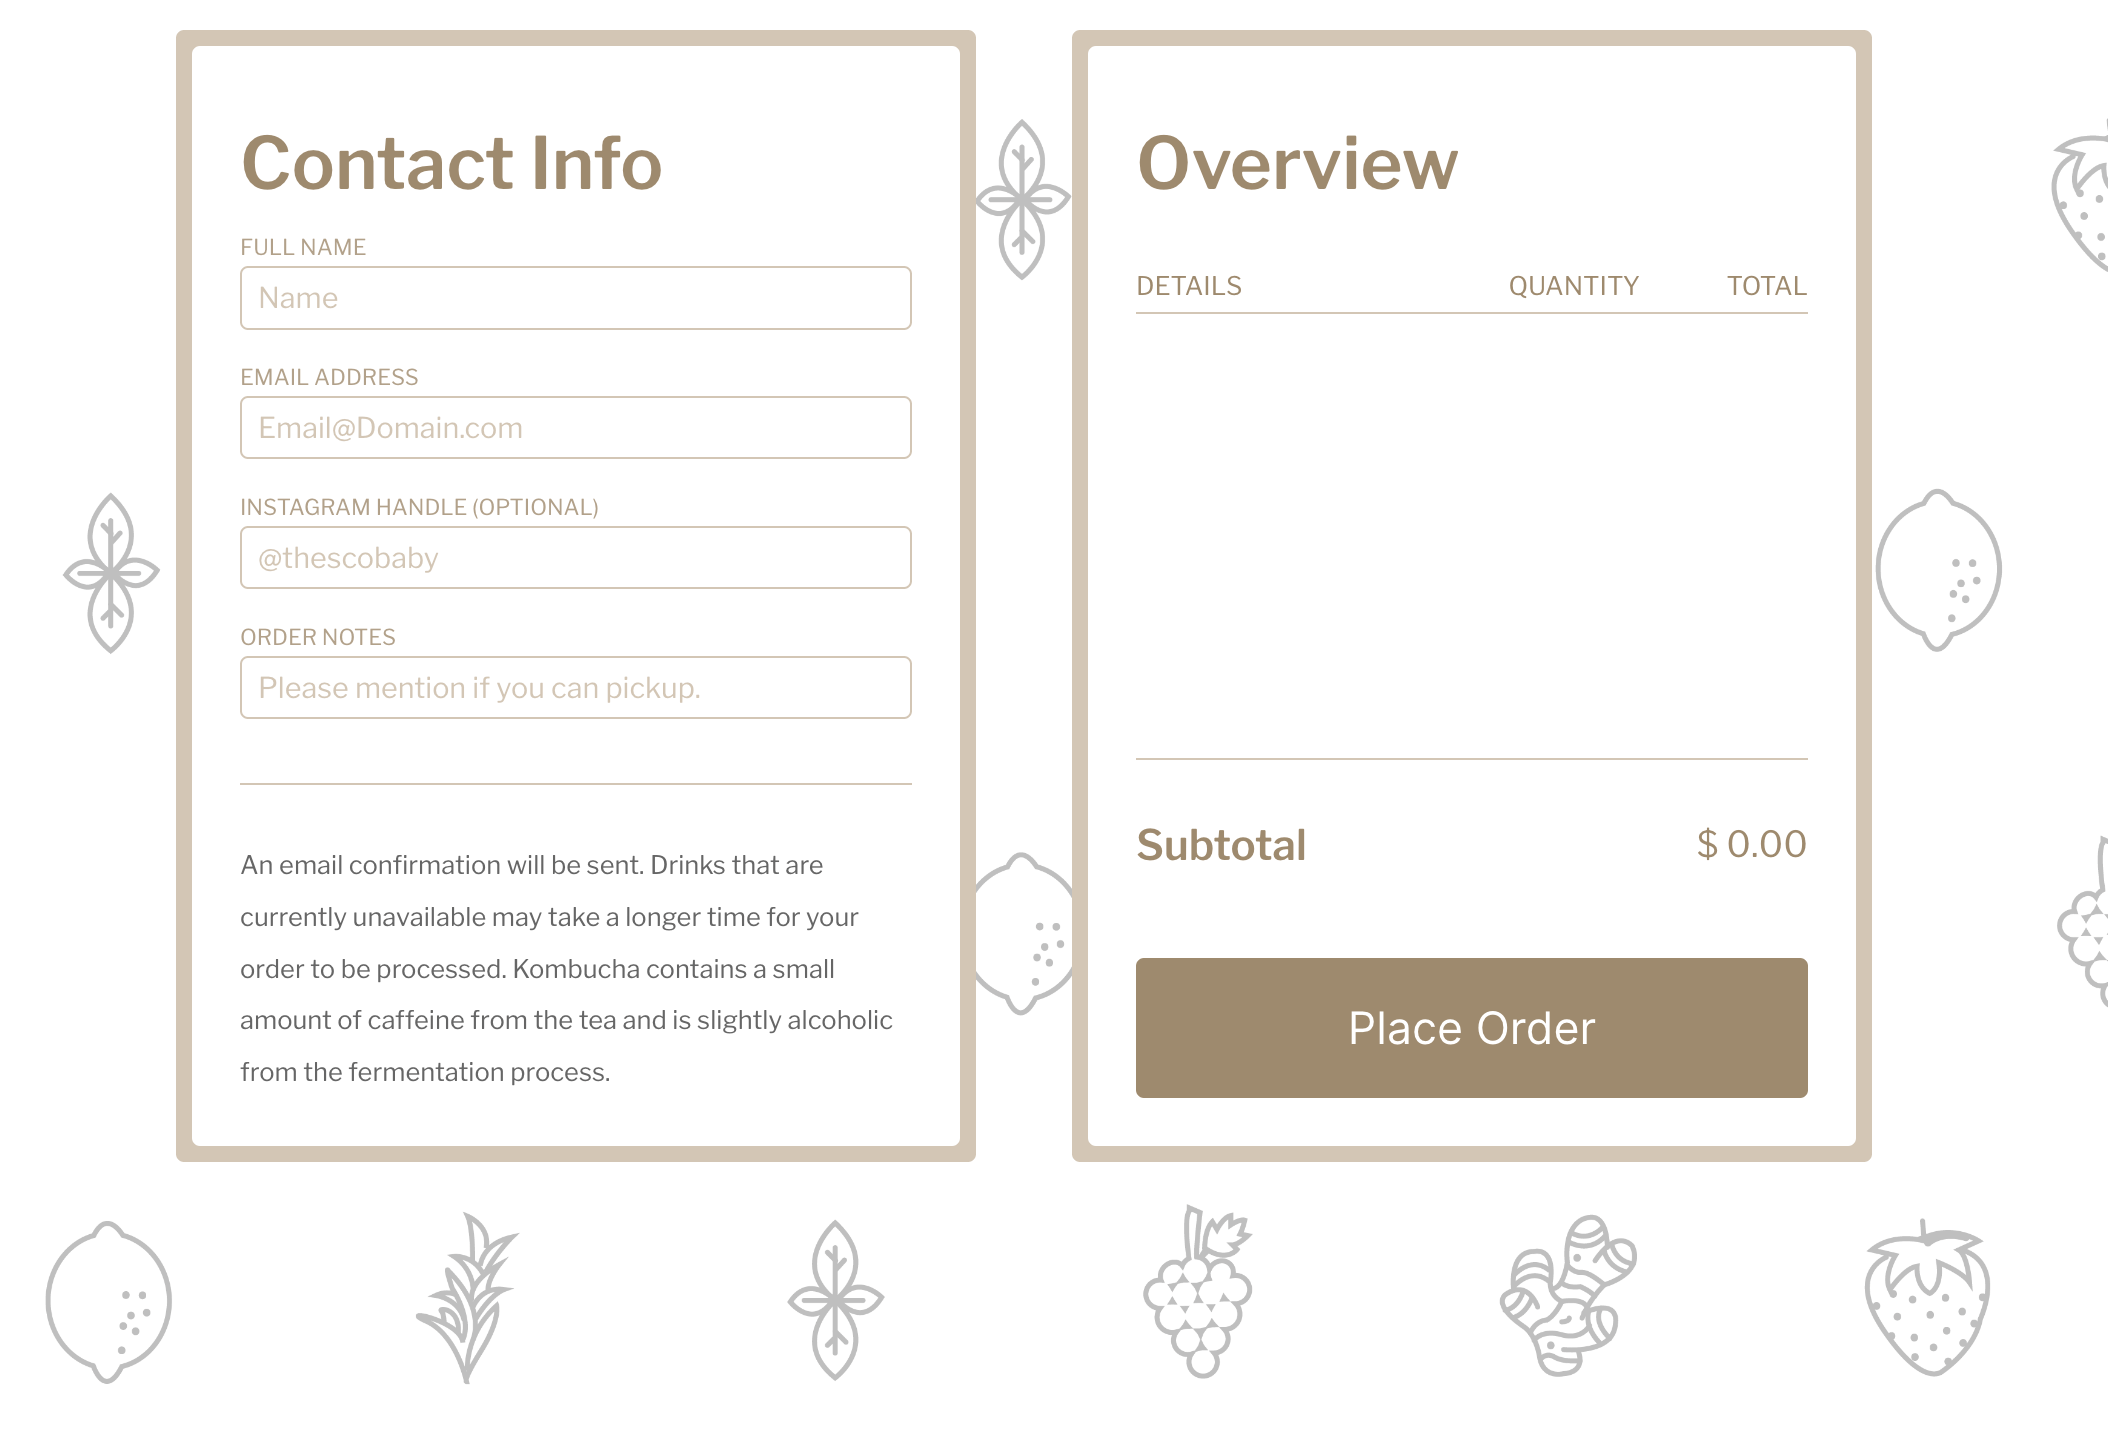 Contact Info
FULL NAME
Name
EMAIL ADDRESS
Email@Domain.com
INSTAGRAM HANDLE (OPTIONAL)
@thescobaby
ORDER NOTES
Please mention if you can pickup.
An email confirmation will be sent. Drinks that are
currently unavailable may take a longer time for your
order to be processed. Kombucha contains a small
amount of caffeine from the tea and is slightly alcoholic
from the fermentation process.
Overview
DETAILS QUANTITY TOTAL
Subtotal $ 0.00
Place Order